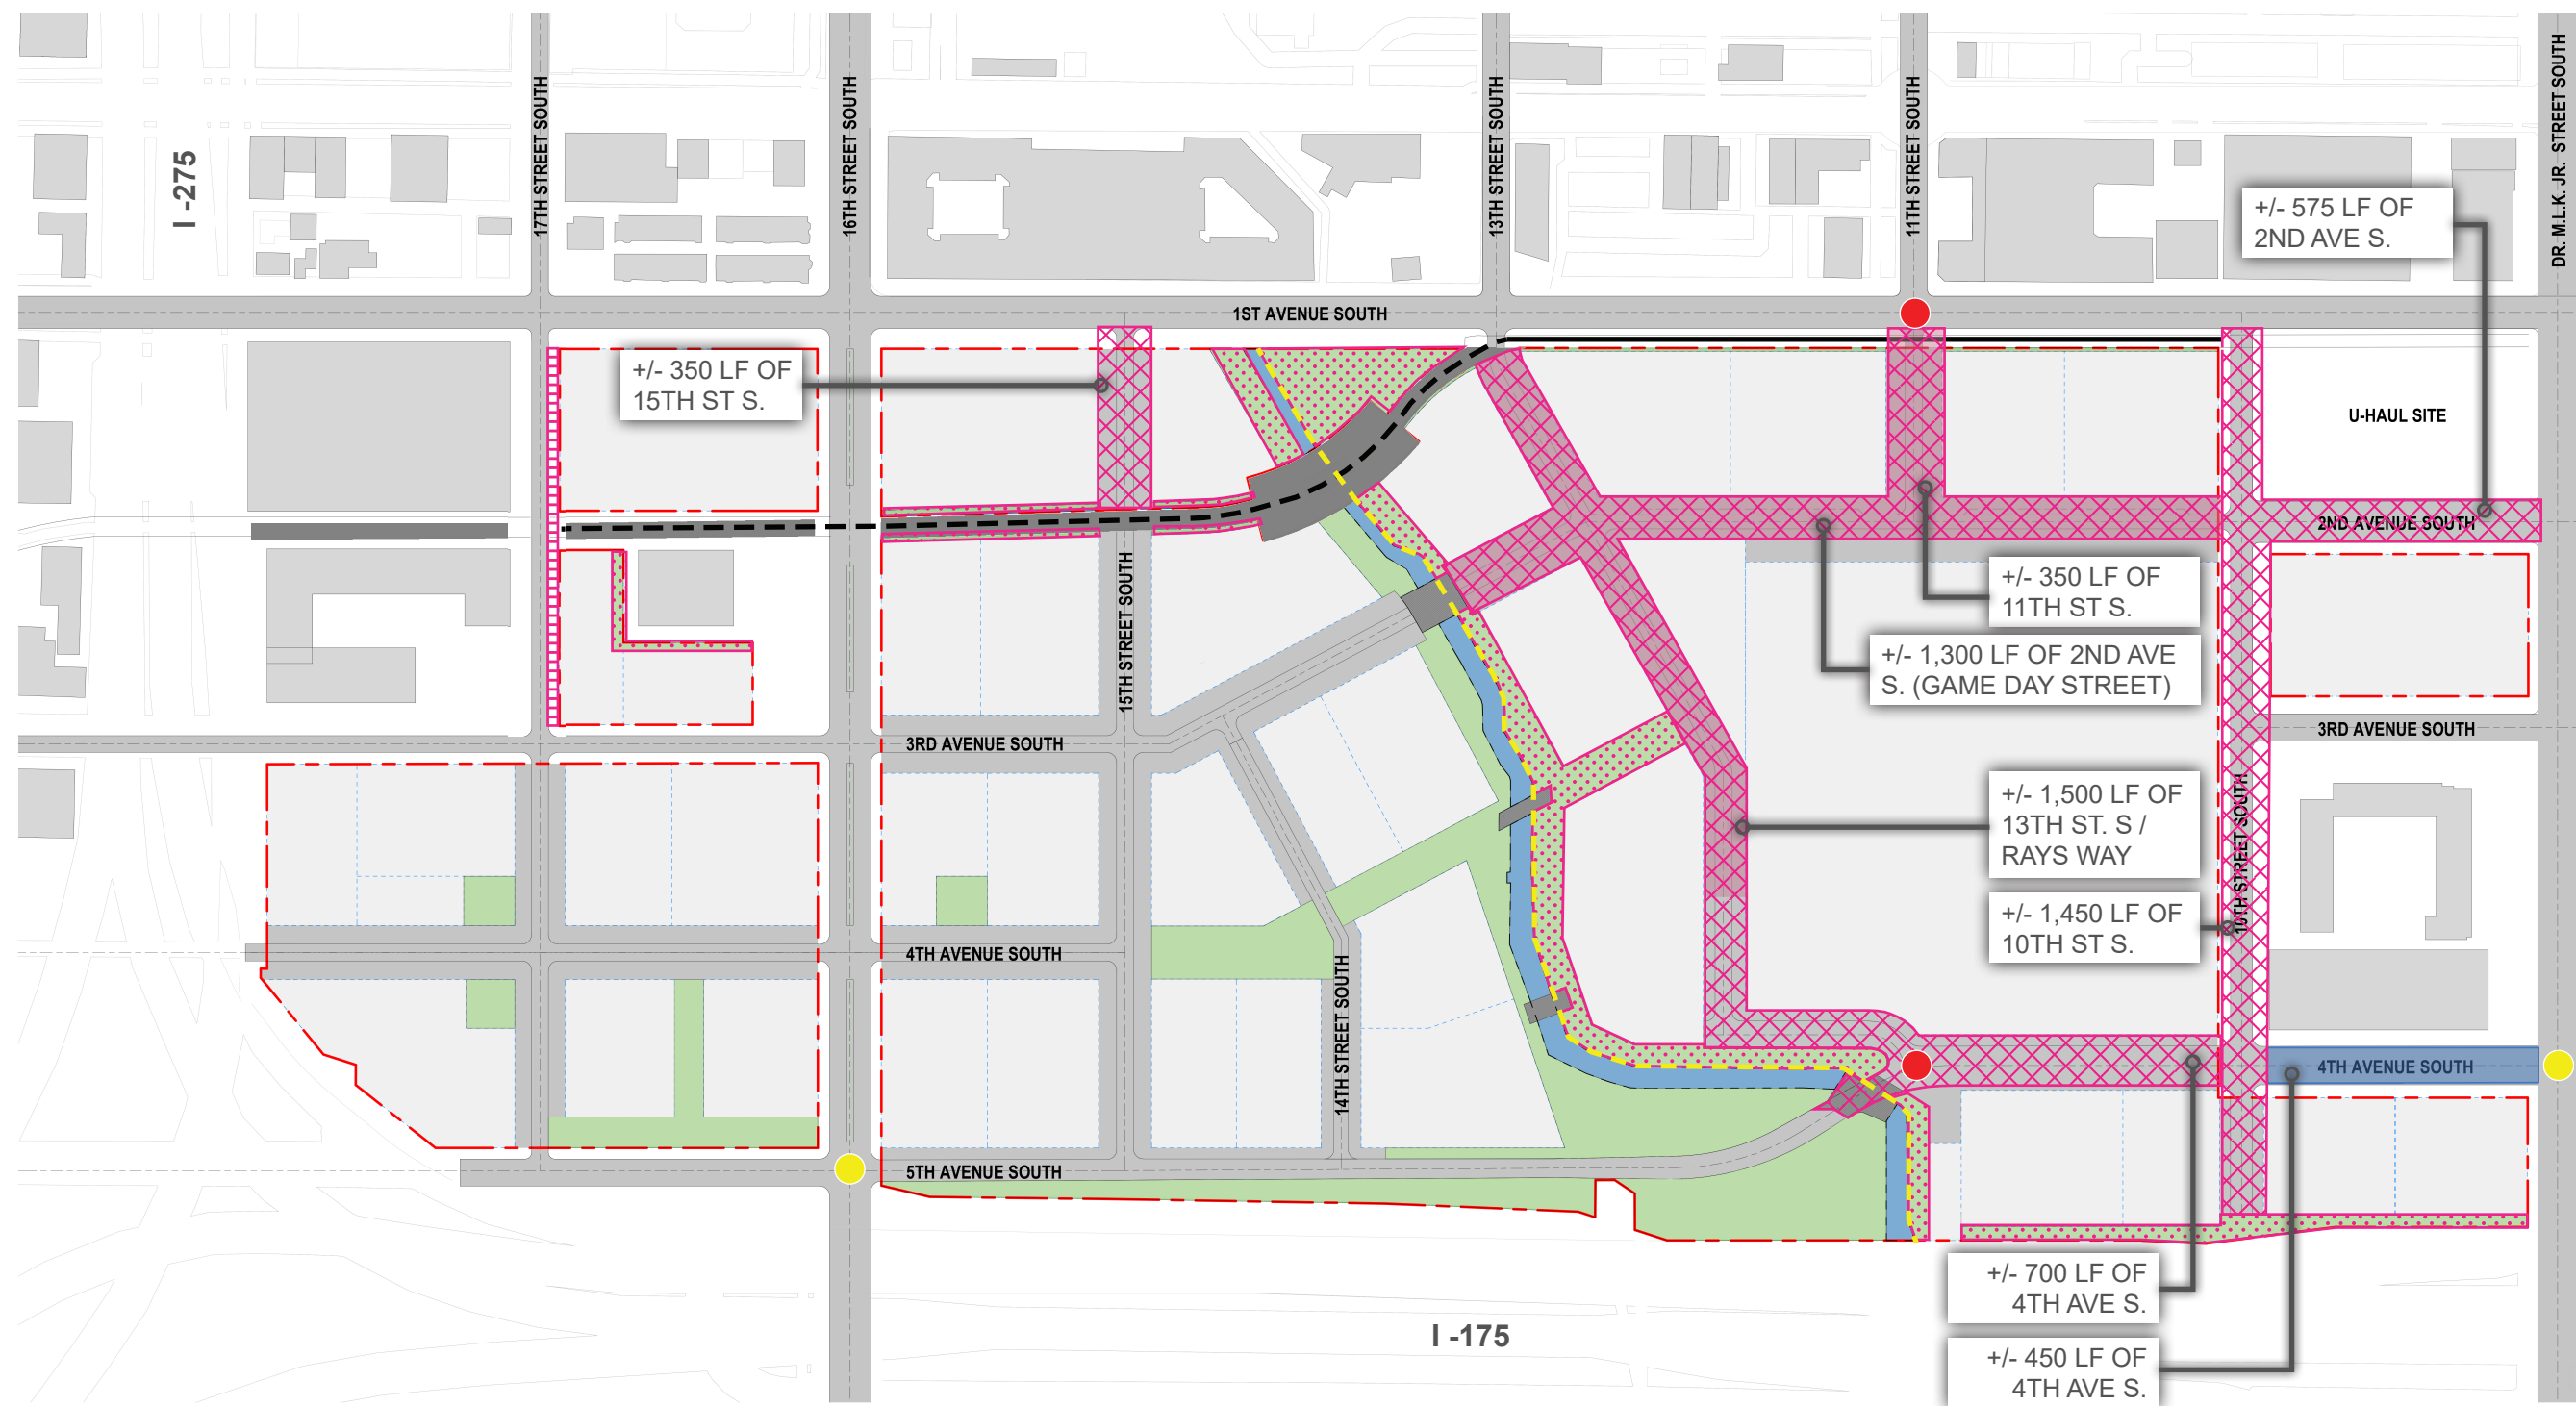 I -275
17TH STREET SOUTH
16TH STREET SOUTH
13TH STREET SOUTH
11TH STREET SOUTH
DR. M.L.K. JR. STREET SOUTH
+/- 575 LF OF
2ND AVE S.
1ST AVENUE SOUTH
+/- 350 LF OF
15TH ST S.
U-HAUL SITE
2ND AVENUE SOUTH
+/- 350 LF OF
11TH ST S.
15TH STREET SOUTH
+/- 1,300 LF OF 2ND AVE
S. (GAME DAY STREET)
3RD AVENUE SOUTH
3RD AVENUE SOUTH
+/- 1,500 LF OF
13TH ST. S /
RAYS WAY
10TH STREET SOUTH
+/- 1,450 LF OF
10TH ST S.
4TH AVENUE SOUTH
14TH STREET SOUTH
4TH AVENUE SOUTH
5TH AVENUE SOUTH
+/- 700 LF OF
4TH AVE S.
I -175
+/- 450 LF OF
4TH AVE S.